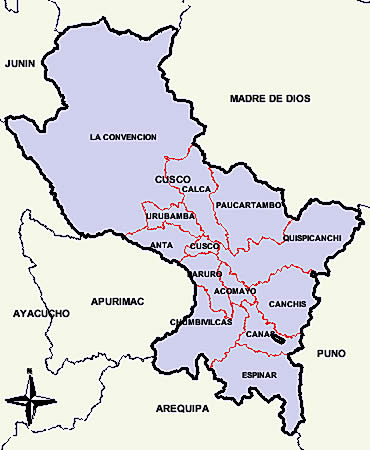 JUNIN
MADRE DE DIOS
LA CONVENCION
CUSCO
CALCA
PAUCARTAMBO
URUBAMBA
QUISPICANCHI
ANTA
CUSCO
PARURO
ACOMAYO
APURIMAC
CANCHIS
AYACUCHO
CHUMBIVILCAS
CANAS
PUNO
ESPINAR
N
AREQUIPA